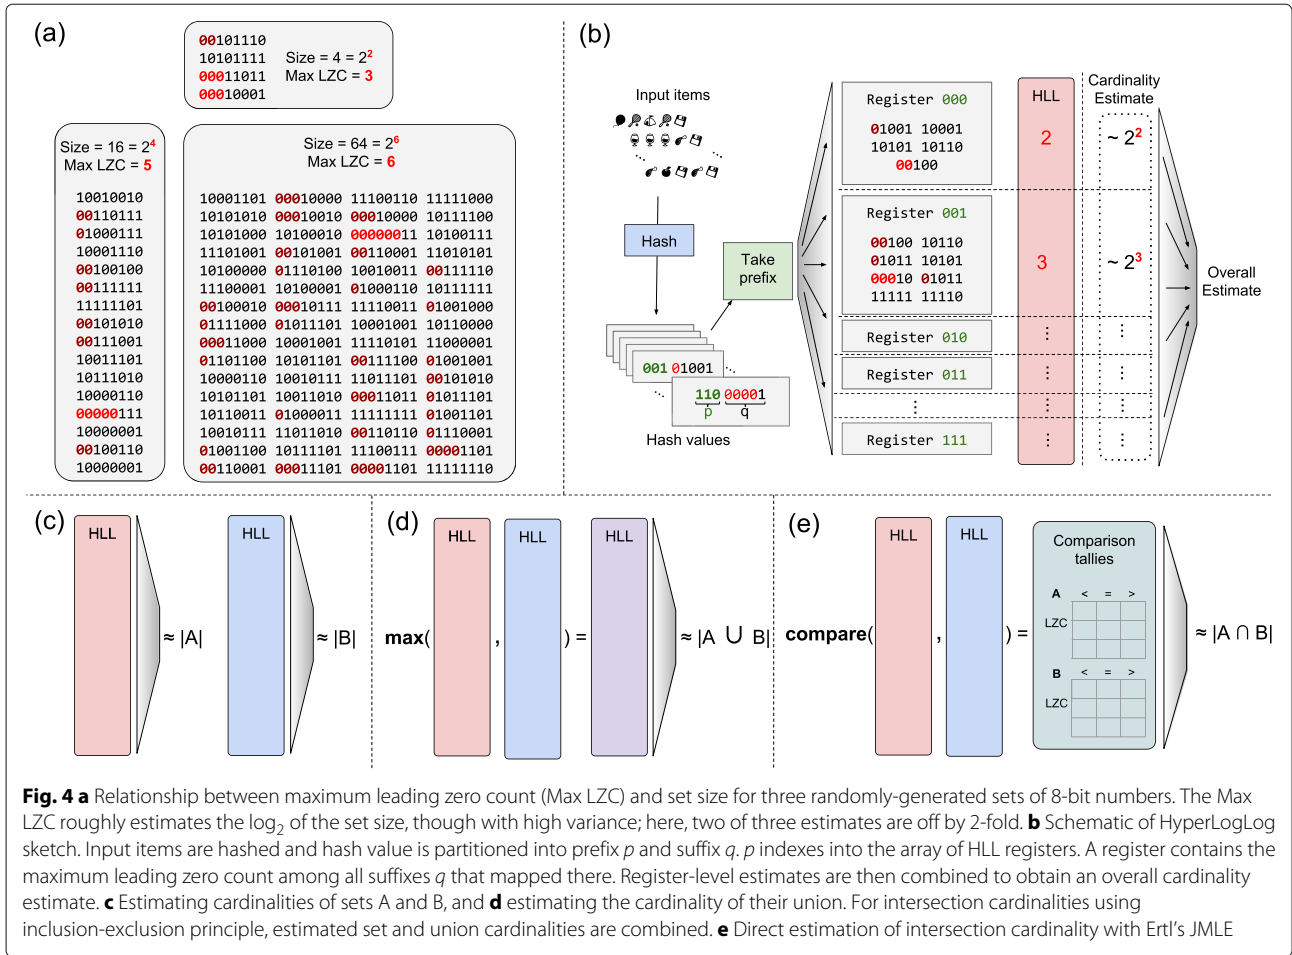 (a)
00101110
10101111
00011011
00010001
Size = 4 = 2^2
Max LZC = 3
Size = 16 = 2^4
Max LZC = 5
10010010
00110111
01000111
10001110
00100100
00111111
11111101
00101010
00111001
10011101
10111010
10000110
00000111
10000001
00100110
10000001
Size = 64 = 2^6
Max LZC = 6
10001101 00010000 11100110 11111000
10101010 00010010 00010000 10111100
10101000 10100010 00000011 10100111
11101001 00101001 00110001 11010101
10100000 01110100 10010011 00111110
11100001 10100101 01000110 10111111
00100010 00010111 11110011 01001000
01111000 01011101 10001001 10110000
00011000 10001001 11110101 11000001
01101100 10101101 00111100 01001001
10000110 10010111 11011101 00101010
10101101 10011010 00011011 01011101
10110011 01000011 11111111 01001101
10010111 11011010 00110110 01110001
01001100 10111101 11100111 00001101
00110001 00011101 00001101 11111110
(b)
Input items
Hash
Take
prefix
001 01001
110 00001
p q
Hash values
Register 000
01001 10001
10101 10110
00100
Register 001
00100 10110
01011 10101
00010 01011
11111 11110
Register 010
Register 011
Register 111
HLL
2
3
Cardinality
Estimate
~ 2^2
~ 2^3
Overall
Estimate
(c)
HLL
≈ |A|
HLL
≈ |B|
(d)
max(
HLL
,
HLL
) =
HLL
≈ |A ∪ B|
(e)
compare(
HLL
,
HLL
) =
Comparison
tallies
A < = >
LZC
B < = >
LZC
≈ |A ∩ B|
Fig. 4 a Relationship between maximum leading zero count (Max LZC) and set size for three randomly-generated sets of 8-bit numbers. The Max
LZC roughly estimates the log2 of the set size, though with high variance; here, two of three estimates are off by 2-fold. b Schematic of HyperLogLog
sketch. Input items are hashed and hash value is partitioned into prefix p and suffix q. p indexes into the array of HLL registers. A register contains the
maximum leading zero count among all suffixes q that mapped there. Register-level estimates are then combined to obtain an overall cardinality
estimate. c Estimating cardinalities of sets A and B, and d estimating the cardinality of their union. For intersection cardinalities using
inclusion-exclusion principle, estimated set and union cardinalities are combined. e Direct estimation of intersection cardinality with Ertl's JMLE